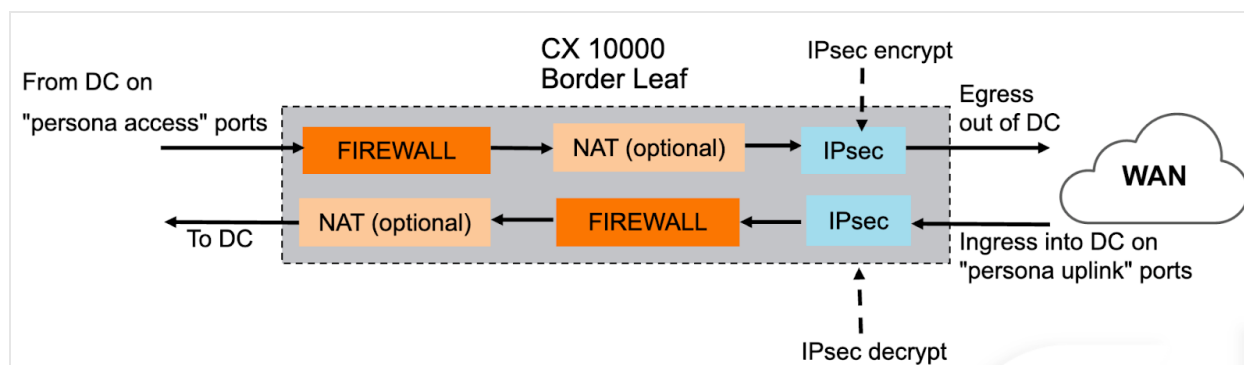 CX 10000
Border Leaf
IPsec encrypt
From DC on
"persona access" ports
Egress
out of DC
FIREWALL
NAT (optional)
IPsec
WAN
NAT (optional)
FIREWALL
IPsec
To DC
Ingress into DC on
"persona uplink" ports
IPsec decrypt